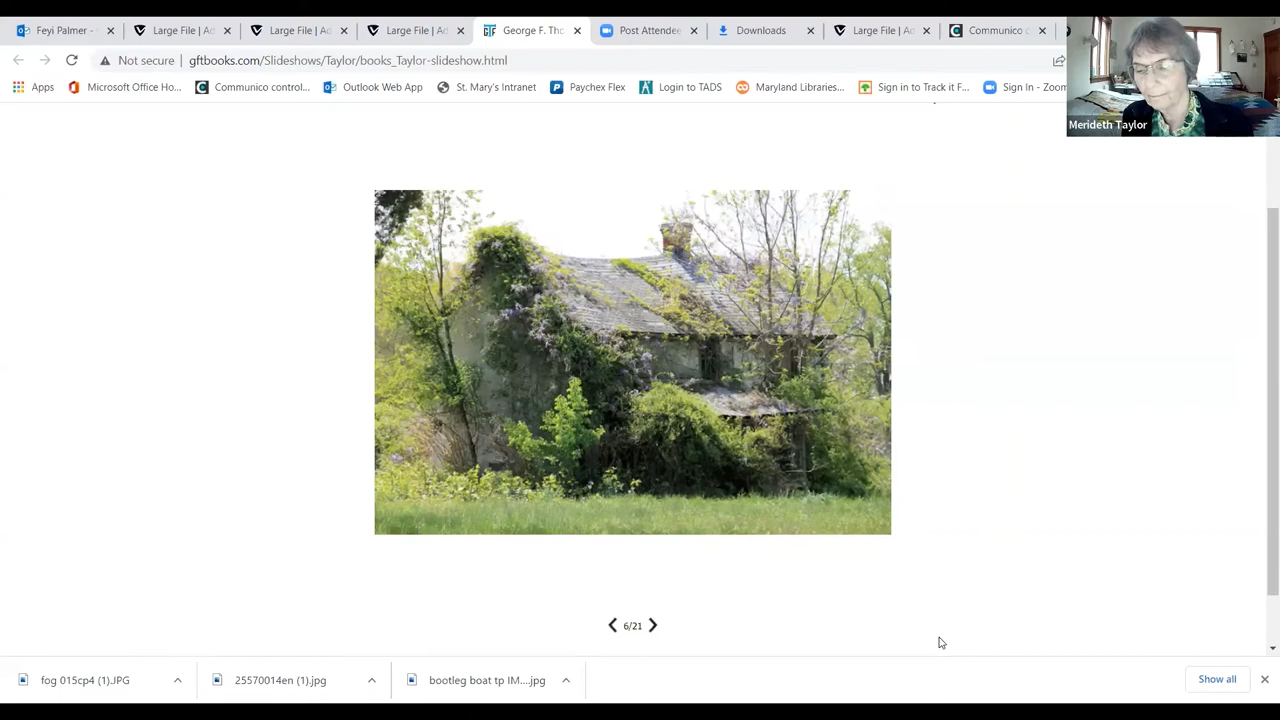 Feyi Palmer -
Large File | Ad
Large File | Ad
Large File | Ad
George F. Tho
Post Attendee
Downloads
Large File | Ad
Communico c
Not secure
gftbooks.com/Slideshows/Taylor/books_Taylor-slideshow.html
Apps
Microsoft Office Ho...
Communico control...
Outlook Web App
St. Mary's Intranet
Paychex Flex
Login to TADS
Maryland Libraries...
Sign in to Track it F...
Sign In - Zoom
Merideth Taylor
6/21
fog 015cp4 (1).JPG
25570014en (1).jpg
bootleg boat tp IM....jpg
Show all